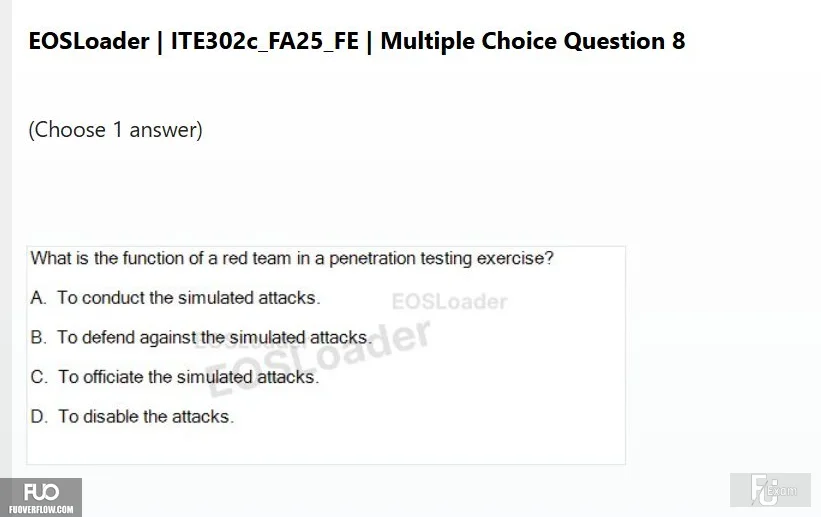 EOSLoader | ITE302c_FA25_FE | Multiple Choice Question 8
(Choose 1 answer)
What is the function of a red team in a penetration testing exercise?
A. To conduct the simulated attacks.
EOSLoader
B. To defend against the simulated attacks.
EOSLoader
EOSLoader
C. To officiate the simulated attacks.
D. To disable the attacks.
FUO
FUOVERFLOW.COM
Exam